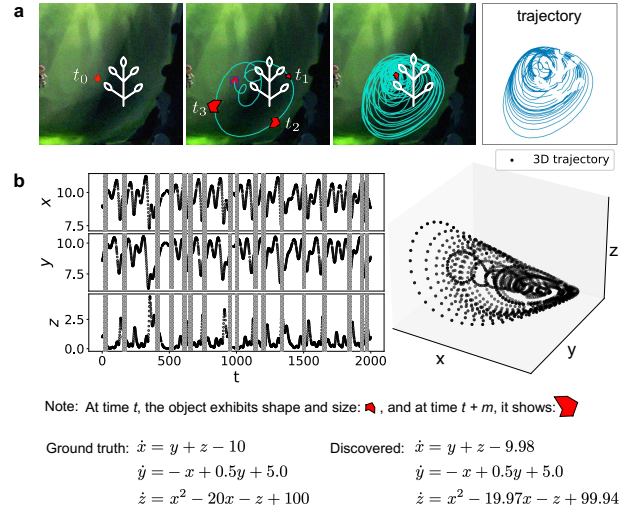 a
t₀
t₁
t₂
t₃
trajectory
3D trajectory
b
x
10.0
7.5
y
10.0
7.5
z
2.5
0.0
0
500
1000
1500
2000
t
z
x
y
Note: At time t, the object exhibits shape and size: , and at time t + m, it shows:
Ground truth: ẋ = y + z − 10
ẏ = − x + 0.5y + 5.0
ż = x² − 20x − z + 100
Discovered: ẋ = y + z − 9.98
ẏ = − x + 0.5y + 5.0
ż = x² − 19.97x − z + 99.94